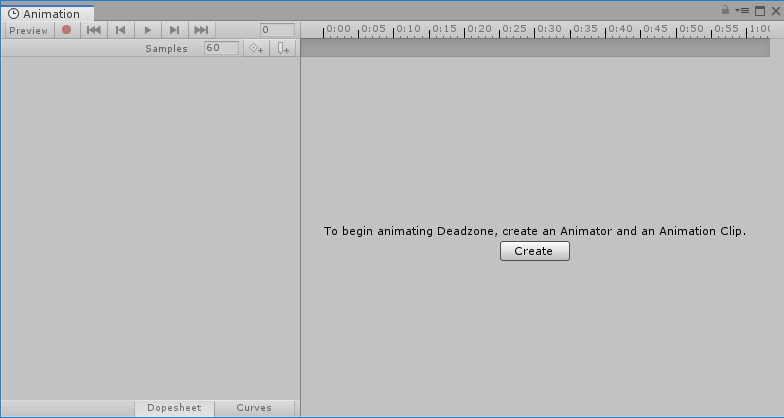 Animation
Preview 0 0:00 0:05 0:10 0:15 0:20 0:25 0:30 0:35 0:40 0:45 0:50 0:55 1:00
Samples 60
To begin animating Deadzone, create an Animator and an Animation Clip.
Create
Dopesheet Curves